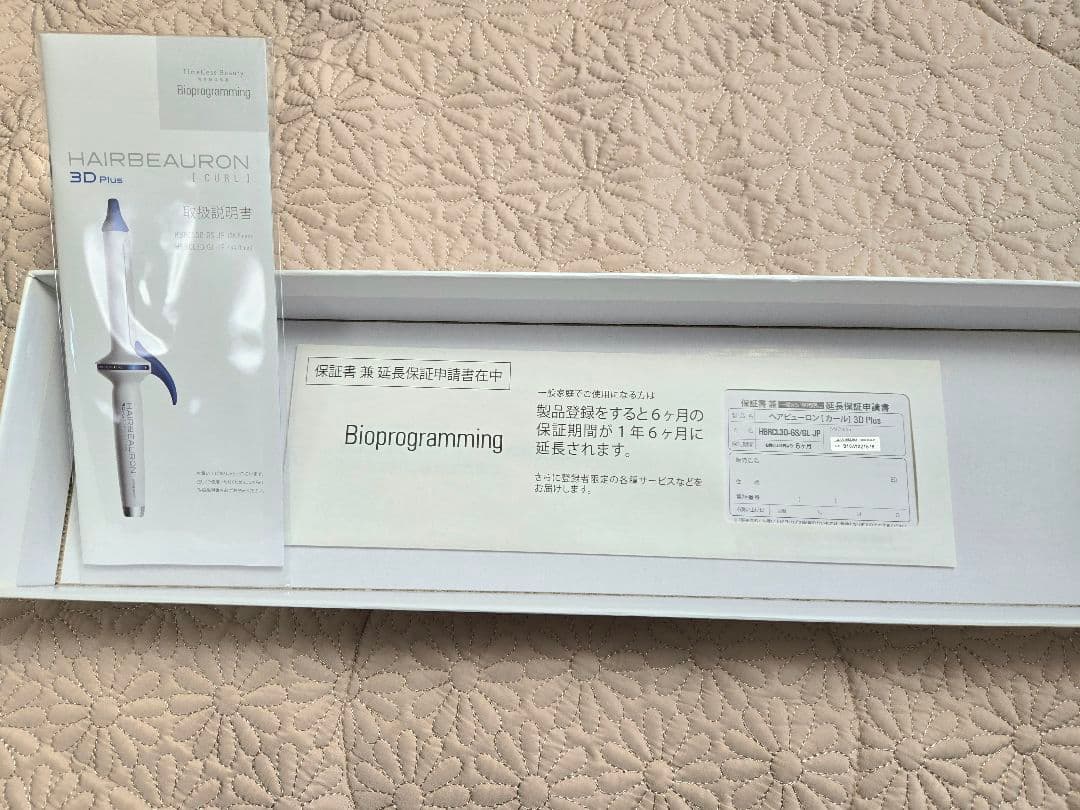 Timeless Beauty
Bioprogramming
HAIRBEAURON
3D Plus [CURL]
取扱説明書
HAIRBEAURON
保証書 兼 延長保証申請書在中
Bioprogramming
一般家庭でご使用になる方は
製品登録をすると6ヶ月の
保証期間が1年6ヶ月に
延長されます。
さらに登録者限定の各種サービスなどを
お届けします。
保証書 兼 延長保証申請書
ヘアビューロン[カール] 3D Plus
HBRCL3D-GS/GL-JP
6ヶ月